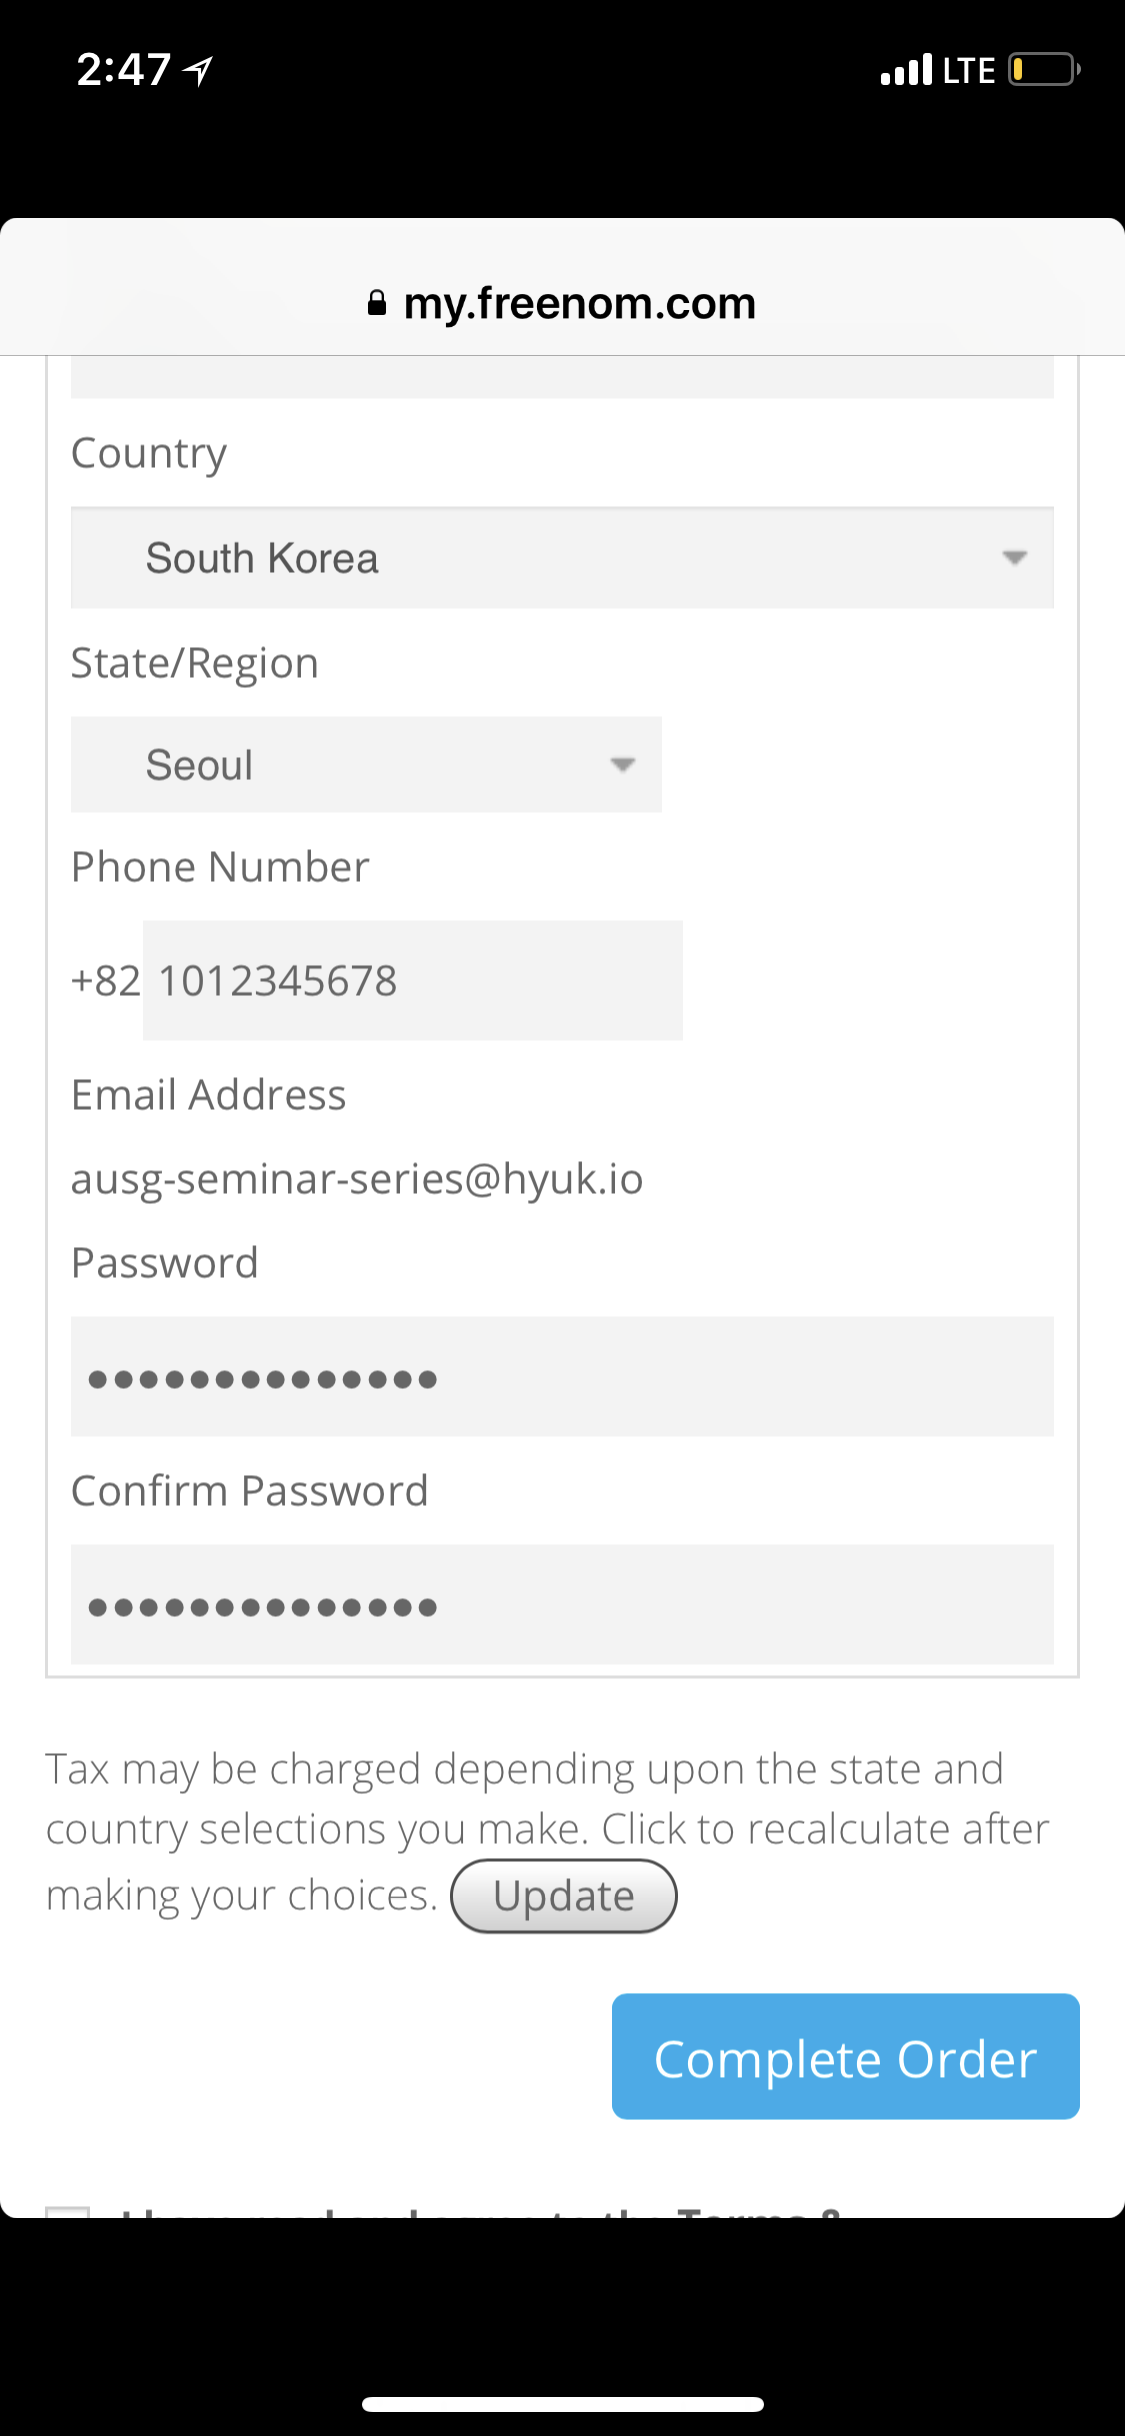 2:47
LTE
my.freenom.com
Country
South Korea
State/Region
Seoul
Phone Number
+82 1012345678
Email Address
ausg-seminar-series@hyuk.io
Password
••••••••••••••
Confirm Password
••••••••••••••
Tax may be charged depending upon the state and
country selections you make. Click to recalculate after
making your choices. Update
Complete Order